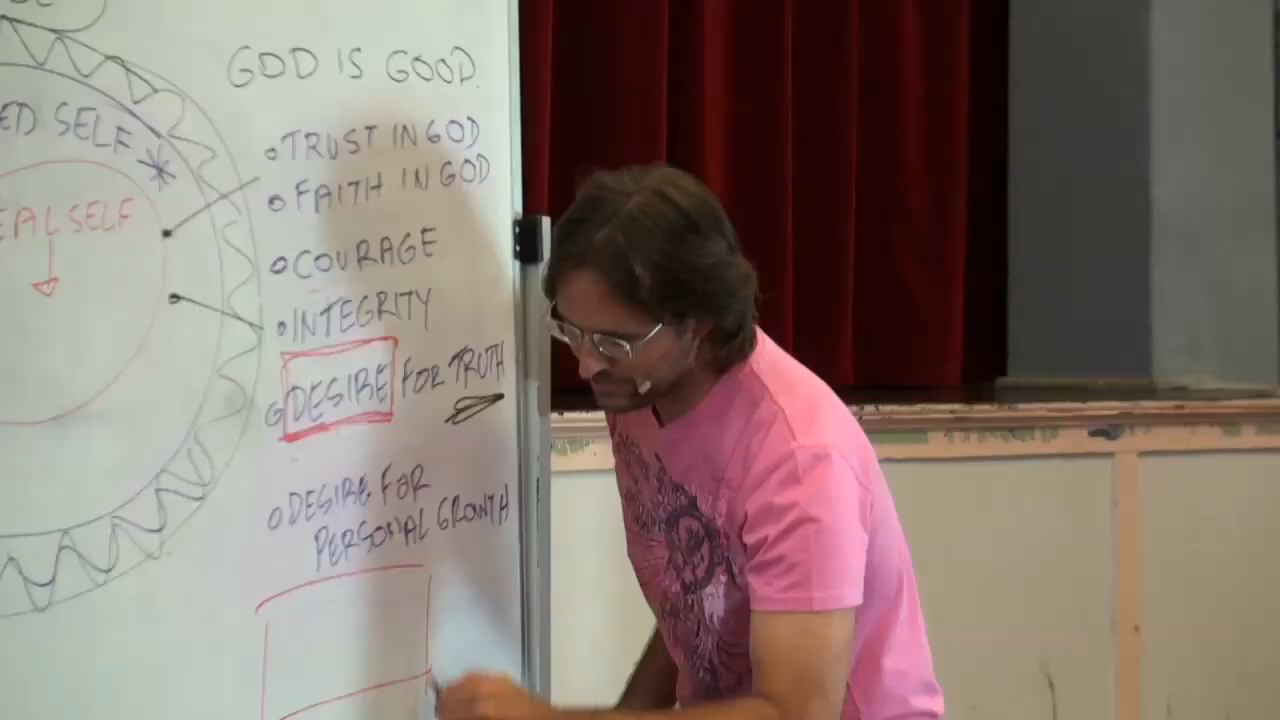 GOD IS GOOD.
ED SELF
EAL SELF
TRUST IN GOD
FAITH IN GOD
COURAGE
INTEGRITY
DESIRE FOR TRUTH
DESIRE FOR
PERSONAL GROWTH